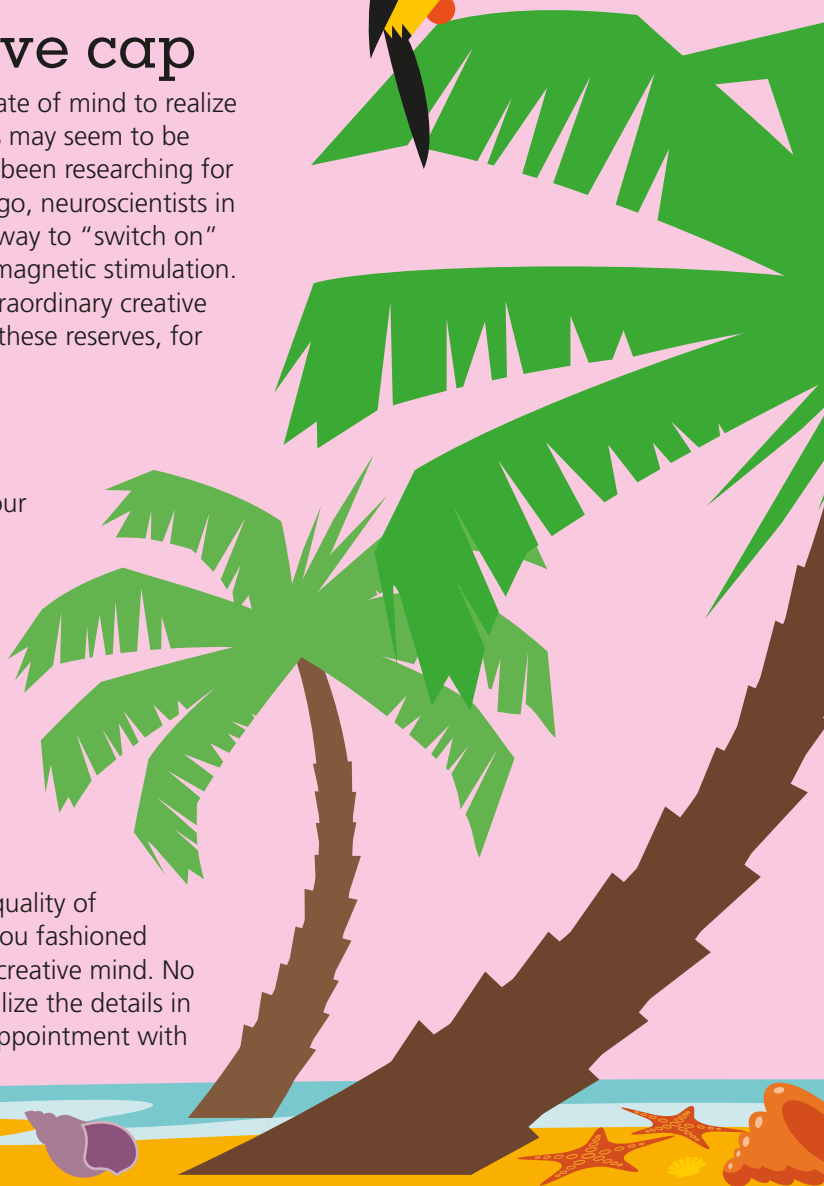 ve cap
ate of mind to realize
s may seem to be
been researching for
go, neuroscientists in
way to “switch on”
magnetic stimulation.
raordinary creative
these reserves, for
our
quality of
ou fashioned
creative mind. No
lize the details in
ppointment with